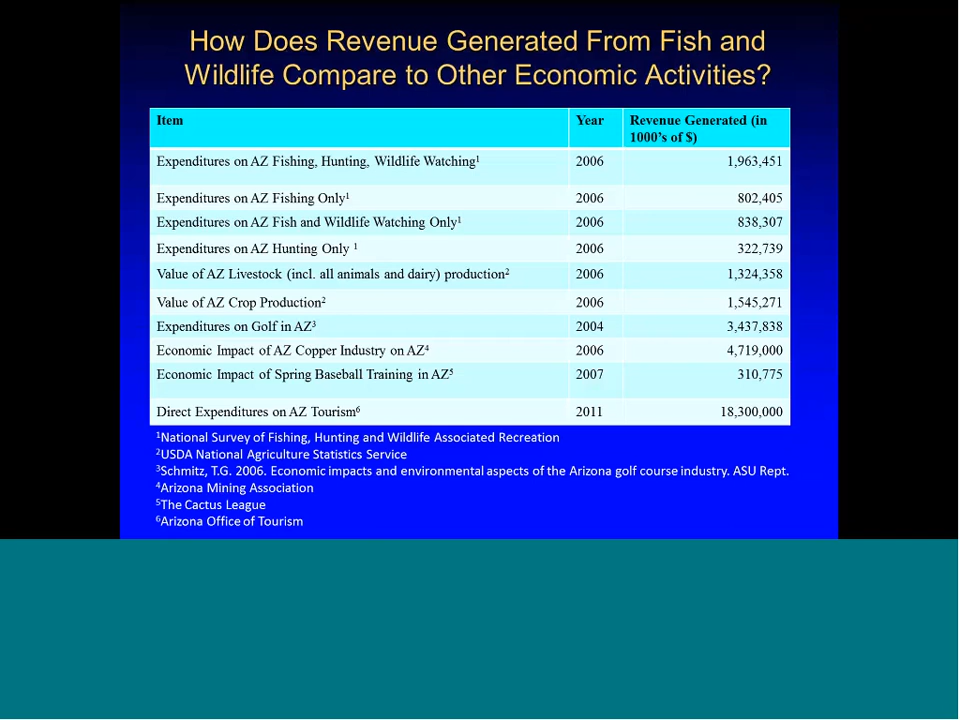 How Does Revenue Generated From Fish and
Wildlife Compare to Other Economic Activities?
Item Year Revenue Generated (in
1000's of $)
Expenditures on AZ Fishing, Hunting, Wildlife Watching¹ 2006 1,963,451
Expenditures on AZ Fishing Only¹ 2006 802,405
Expenditures on AZ Fish and Wildlife Watching Only¹ 2006 838,307
Expenditures on AZ Hunting Only ¹ 2006 322,739
Value of AZ Livestock (incl. all animals and dairy) production² 2006 1,324,358
Value of AZ Crop Production² 2006 1,545,271
Expenditures on Golf in AZ³ 2004 3,437,838
Economic Impact of AZ Copper Industry on AZ⁴ 2006 4,719,000
Economic Impact of Spring Baseball Training in AZ⁵ 2007 310,775
Direct Expenditures on AZ Tourism⁶ 2011 18,300,000
¹National Survey of Fishing, Hunting and Wildlife Associated Recreation
²USDA National Agriculture Statistics Service
³Schmitz, T.G. 2006. Economic impacts and environmental aspects of the Arizona golf course industry. ASU Rept.
⁴Arizona Mining Association
⁵The Cactus League
⁶Arizona Office of Tourism